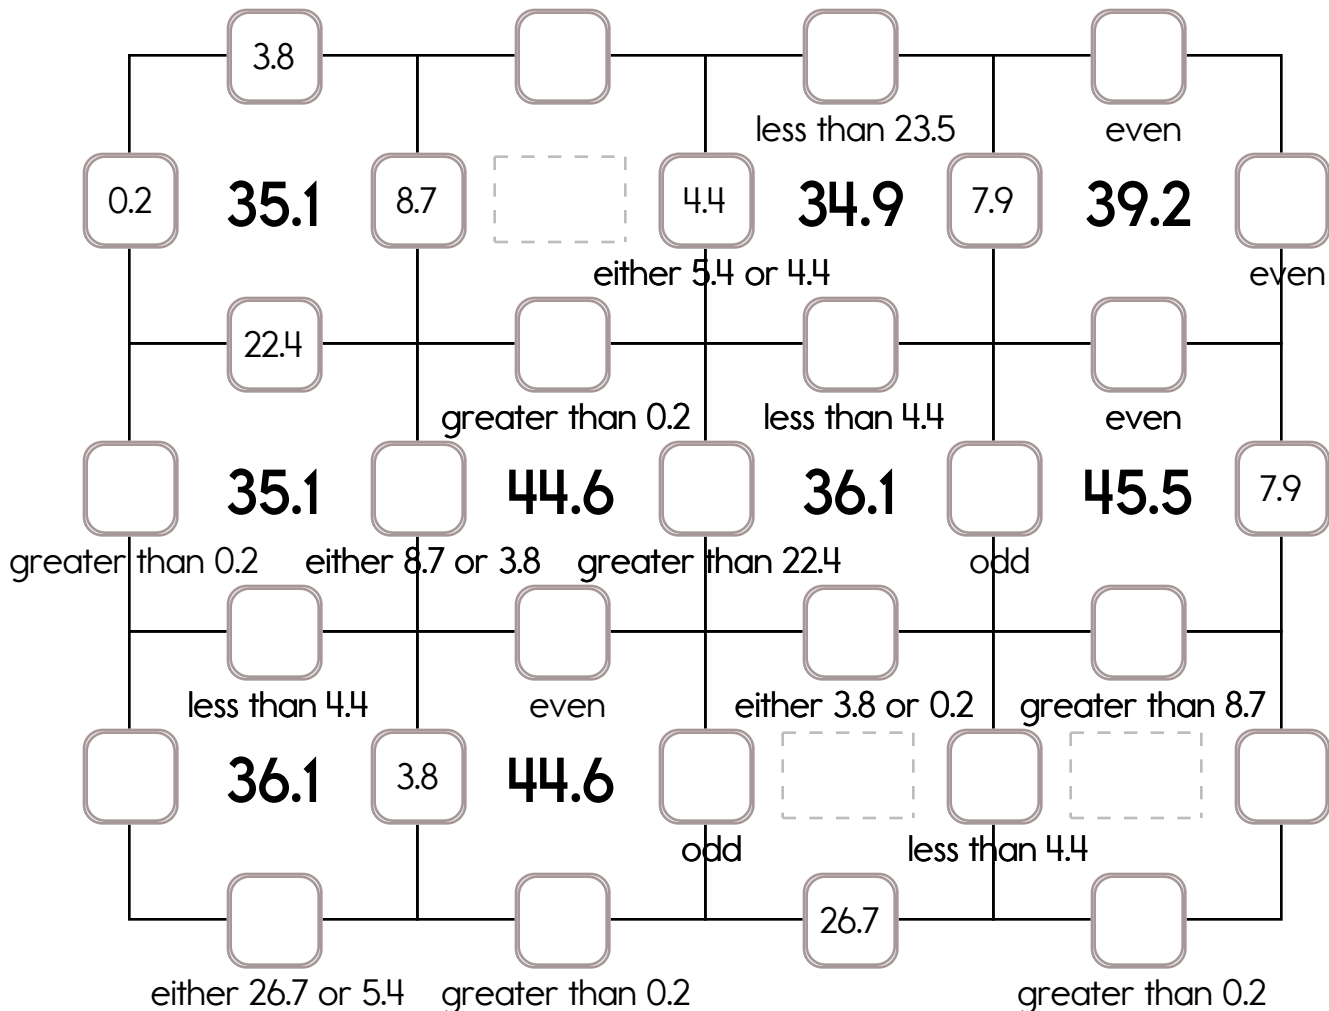 3.8
less than 23.5 even
0.2 35.1 8.7 4.4 34.9 7.9 39.2
either 5.4 or 4.4 even
22.4
greater than 0.2 less than 4.4 even
35.1 44.6 36.1 45.5 7.9
greater than 0.2 either 8.7 or 3.8 greater than 22.4 odd
less than 4.4 even either 3.8 or 0.2 greater than 8.7
36.1 3.8 44.6
odd less than 4.4
26.7
either 26.7 or 5.4 greater than 0.2 greater than 0.2